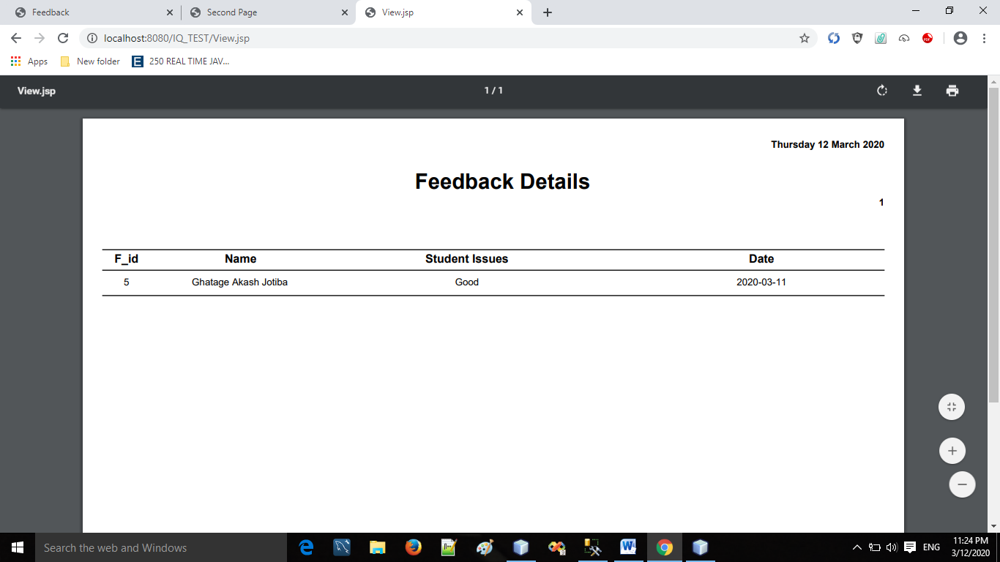 Feedback
Second Page
View.jsp
localhost:8080/IQ_TEST/View.jsp
Apps
New folder
E 250 REAL TIME JAV...
View.jsp
1 / 1
Thursday 12 March 2020
Feedback Details
1
F_id Name Student Issues Date
5 Ghatage Akash Jotiba Good 2020-03-11
Search the web and Windows
ENG
11:24 PM
3/12/2020